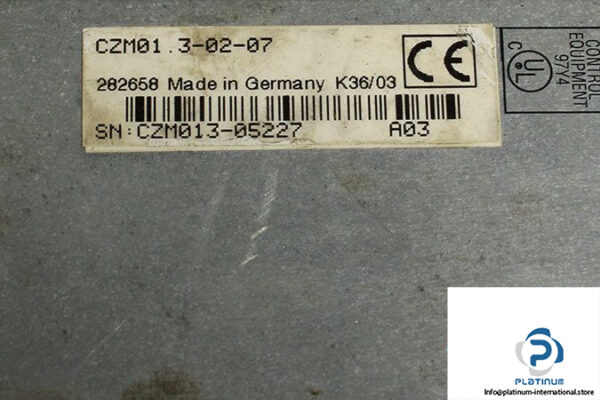 CZM01.3-02-07
282658 Made in Germany K36/03
CE
SN:CZM013-05227 A03
C UL
CONTROL
EQUIPMENT
97Y4
PLATINUM
Info@platinum-international.store